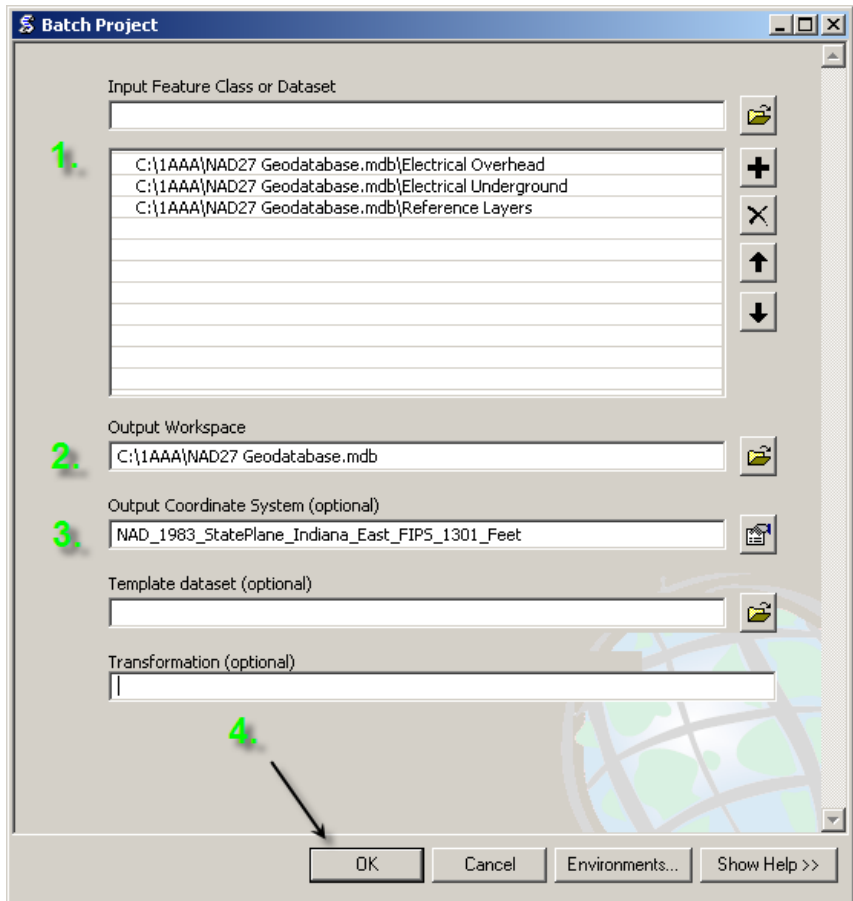 Batch Project
Input Feature Class or Dataset
1.
C:\1AAA\NAD27 Geodatabase.mdb\Electrical Overhead
C:\1AAA\NAD27 Geodatabase.mdb\Electrical Underground
C:\1AAA\NAD27 Geodatabase.mdb\Reference Layers
Output Workspace
2.
C:\1AAA\NAD27 Geodatabase.mdb
Output Coordinate System (optional)
3.
NAD_1983_StatePlane_Indiana_East_FIPS_1301_Feet
Template dataset (optional)
Transformation (optional)
4.
OK Cancel Environments... Show Help >>